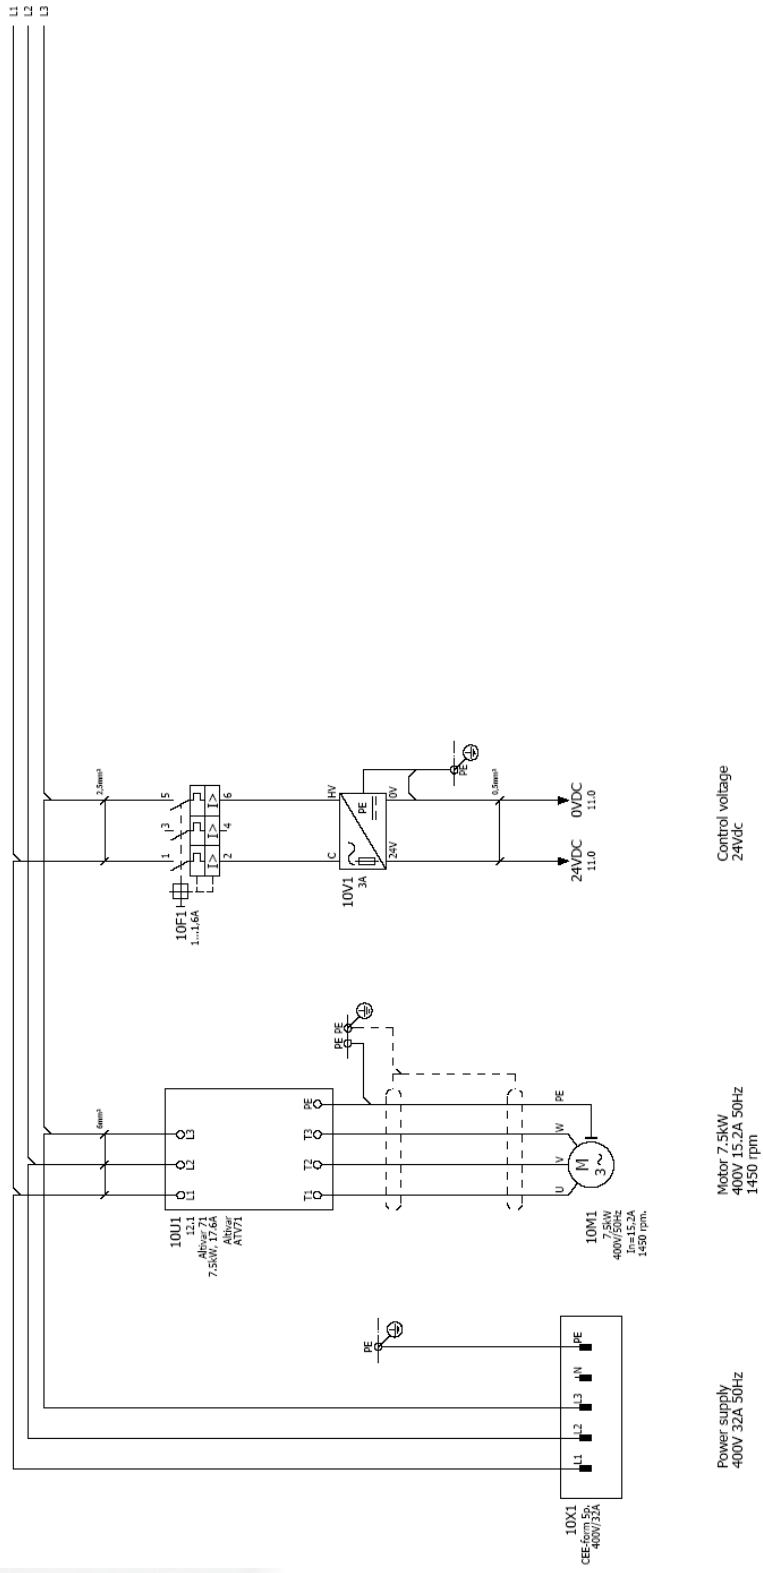 L1
L2
L3
2,5mm²
5
3
1
I>
I>
I>
6
4
2
10F1
1...1,6A
HV
C
PE
0V
24V
10V1
3A
PE
0,5mm²
0VDC
11.0
24VDC
11.0
Control voltage
24Vdc
6mm²
L3
L2
L1
PE
T3
T2
T1
10U1
12.1
Altivar 71
7.5kW, 17.6A
Altivar
ATV71
PE
PE
PE
W
V
U
M
3~
10M1
7,5kW
400V/50Hz
In=15,2A
1450 rpm.
Motor 7.5kW
400V 15.2A 50Hz
1450 rpm
PE
PE
N
L3
L2
L1
10X1
CEE-form 5p.
400V/32A
Power supply
400V 32A 50Hz